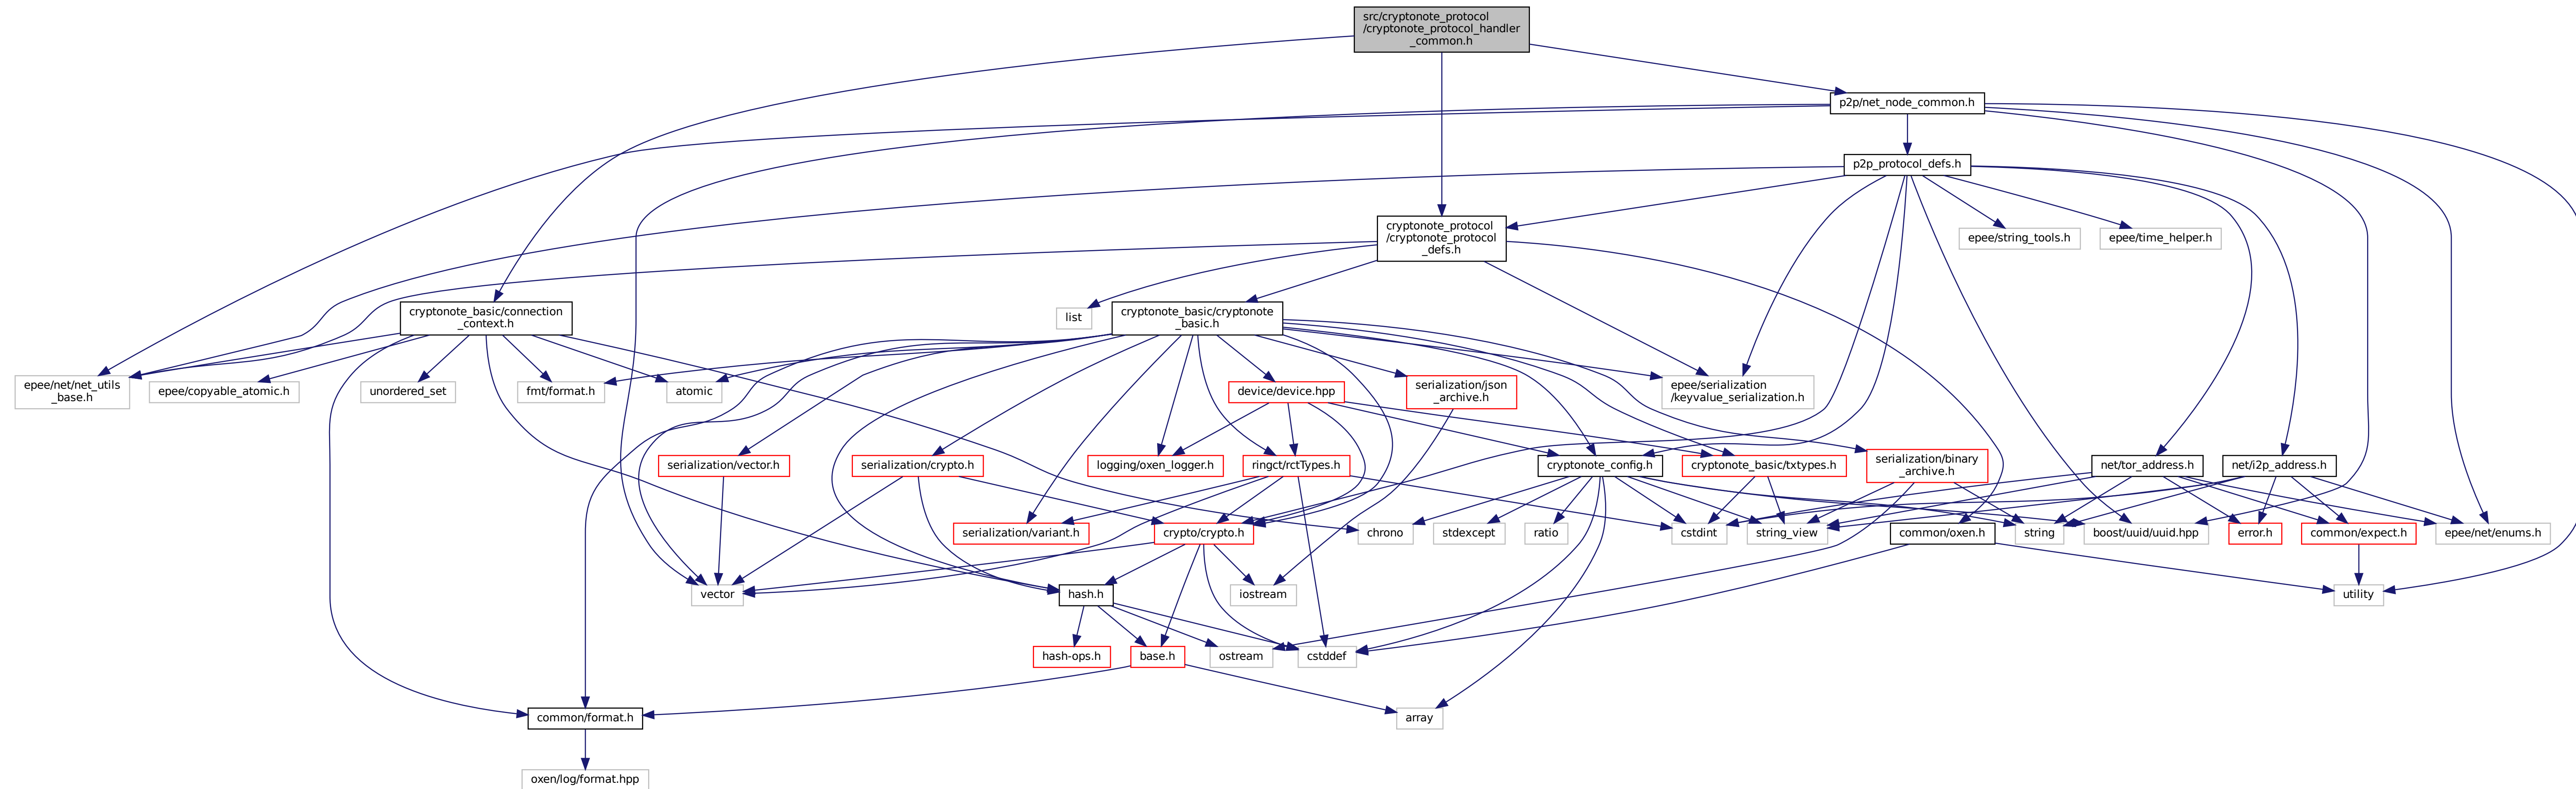 src/cryptonote_protocol
/cryptonote_protocol_handler
_common.h
p2p/net_node_common.h
p2p_protocol_defs.h
cryptonote_protocol
/cryptonote_protocol
_defs.h
epee/string_tools.h
epee/time_helper.h
cryptonote_basic/connection
_context.h
list
cryptonote_basic/cryptonote
_basic.h
epee/net/net_utils
_base.h
epee/copyable_atomic.h
unordered_set
fmt/format.h
atomic
device/device.hpp
serialization/json
_archive.h
epee/serialization
/keyvalue_serialization.h
serialization/vector.h
serialization/crypto.h
logging/oxen_logger.h
ringct/rctTypes.h
cryptonote_config.h
cryptonote_basic/txtypes.h
serialization/binary
_archive.h
net/tor_address.h
net/i2p_address.h
serialization/variant.h
crypto/crypto.h
chrono
stdexcept
ratio
cstdint
string_view
common/oxen.h
string
boost/uuid/uuid.hpp
error.h
common/expect.h
epee/net/enums.h
vector
hash.h
iostream
utility
hash-ops.h
base.h
ostream
cstddef
common/format.h
array
oxen/log/format.hpp